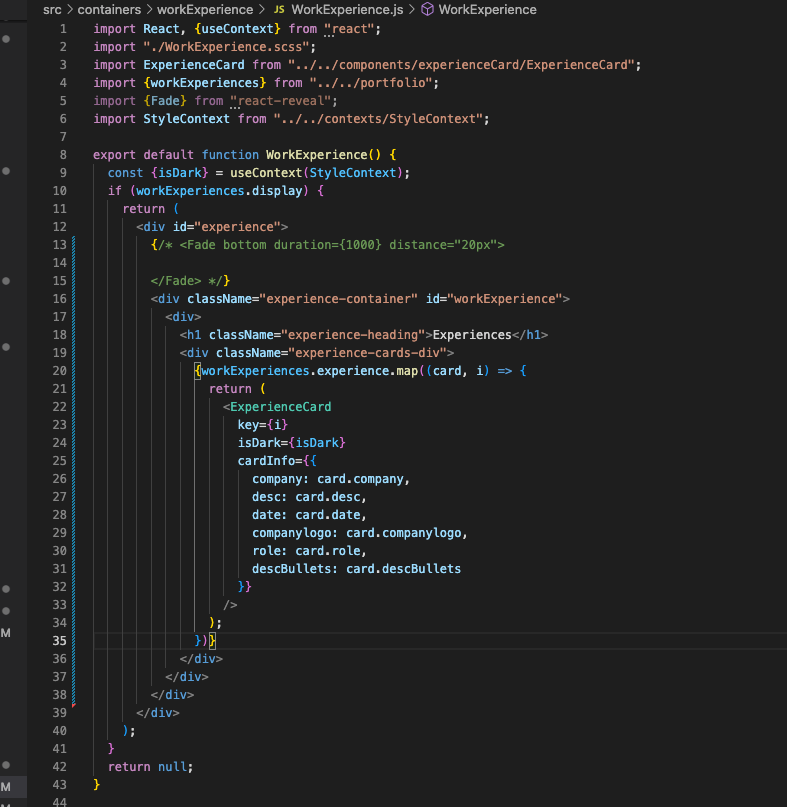 src > containers > workExperience > JS WorkExperience.js > WorkExperience
1 import React, {useContext} from "react";
2 import "./WorkExperience.scss";
3 import ExperienceCard from "../../components/experienceCard/ExperienceCard";
4 import {workExperiences} from "../../portfolio";
5 import {Fade} from "react-reveal";
6 import StyleContext from "../../contexts/StyleContext";
7
8 export default function WorkExperience() {
9   const {isDark} = useContext(StyleContext);
10   if (workExperiences.display) {
11     return (
12       <div id="experience">
13         {/* <Fade bottom duration={1000} distance="20px">
14
15         </Fade> */}
16         <div className="experience-container" id="workExperience">
17           <div>
18             <h1 className="experience-heading">Experiences</h1>
19             <div className="experience-cards-div">
20               {workExperiences.experience.map((card, i) => {
21                 return (
22                   <ExperienceCard
23                     key={i}
24                     isDark={isDark}
25                     cardInfo={{
26                       company: card.company,
27                       desc: card.desc,
28                       date: card.date,
29                       companylogo: card.companylogo,
30                       role: card.role,
31                       descBullets: card.descBullets
32                     }}
33                   />
M 34                 );
35               })}
36             </div>
37           </div>
38         </div>
39       </div>
40     );
41   }
42   return null;
M 43 }
44